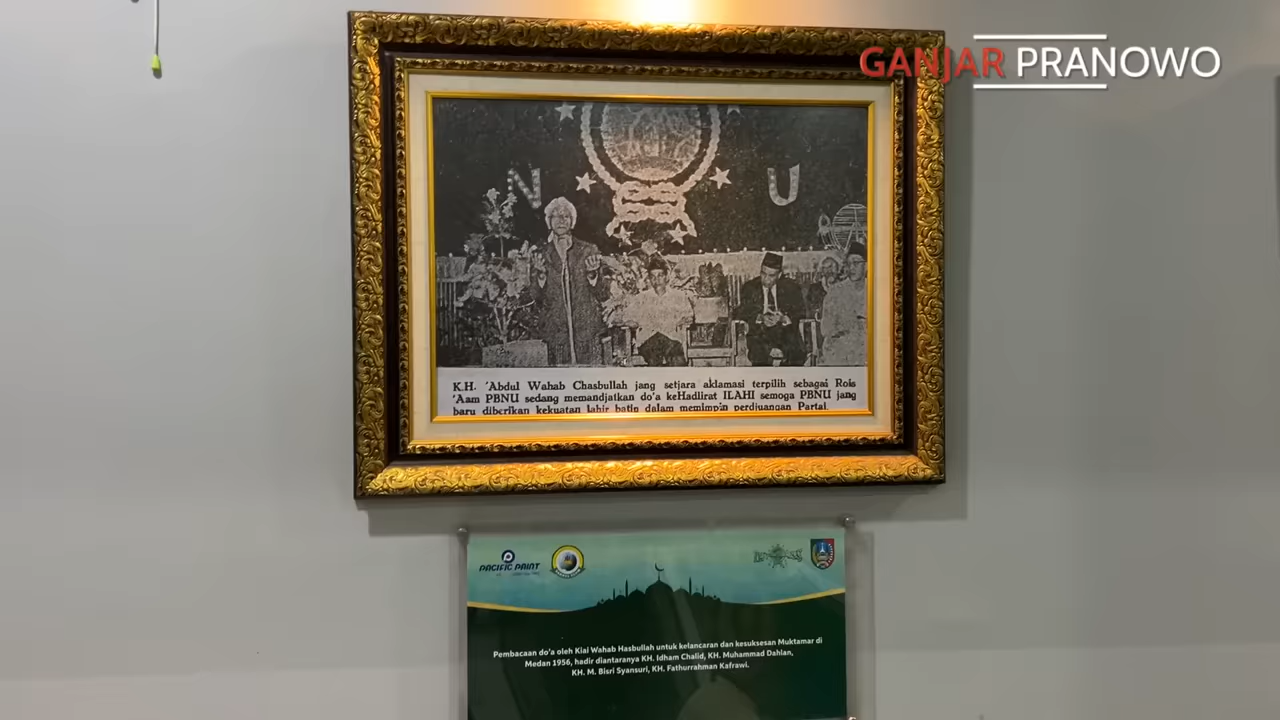 GANJAR PRANOWO
N U
K.H. 'Abdul Wahab Chasbullah jang setjara aklamasi terpilih sebagai Rois
'Aam PBNU sedang memandjatkan do'a keHadlirat ILAHI semoga PBNU jang
baru diberikan kekuatan lahir batin dalam memimpin perdjuangan Partai.
PACIFIC PAINT
Pembacaan do'a oleh Kiai Wahab Hasbullah untuk kelancaran dan kesuksesan Muktamar di
Medan 1956, hadir diantaranya KH. Idham Chalid, KH. Muhammad Dahlan,
KH. M. Bisri Syansuri, KH. Fathurrahman Kafrawi.